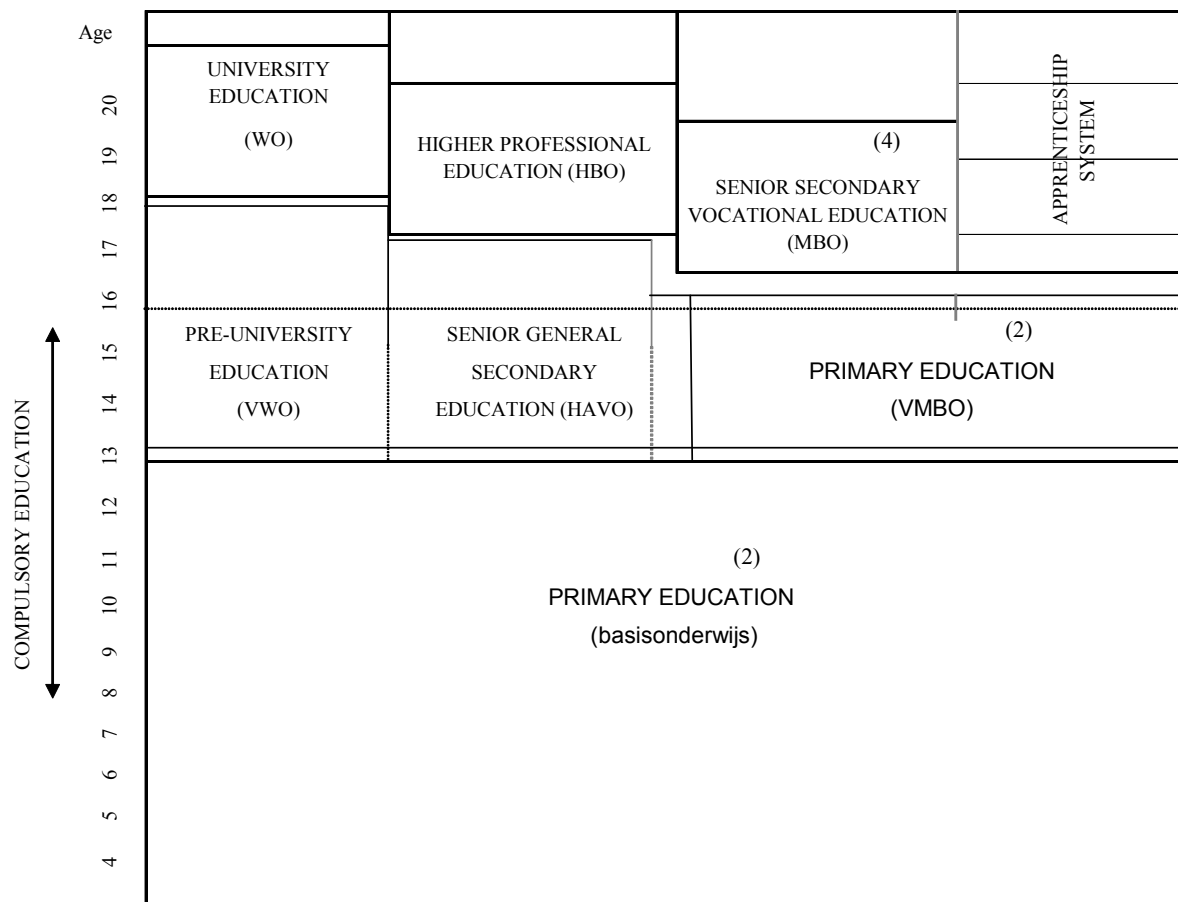 Age
UNIVERSITY
EDUCATION
(WO)
HIGHER PROFESSIONAL
EDUCATION (HBO)
(4)
SENIOR SECONDARY
VOCATIONAL EDUCATION
(MBO)
APPRENTICESHIP
SYSTEM
20
19
18
17
16
15
14
13
12
11
10
9
8
7
6
5
4
COMPULSORY EDUCATION
PRE-UNIVERSITY
EDUCATION
(VWO)
SENIOR GENERAL
SECONDARY
EDUCATION (HAVO)
(2)
PRIMARY EDUCATION
(VMBO)
(2)
PRIMARY EDUCATION
(basisonderwijs)